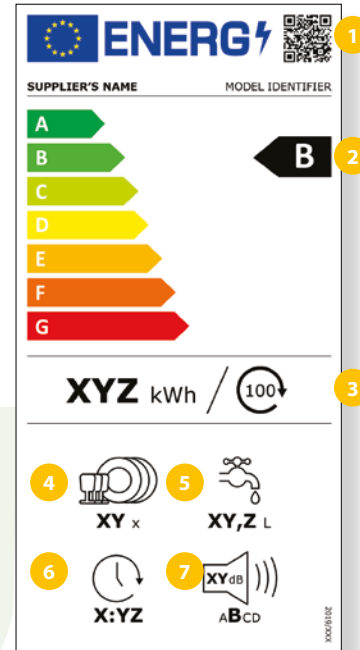 ENERG
1
SUPPLIER'S NAME MODEL IDENTIFIER
A
B B 2
C
D
E
F
G
XYZ kWh / 100 3
4 5
XY x XY,Z L
6 7 XY dB
X:YZ ABCD
2019/XXX